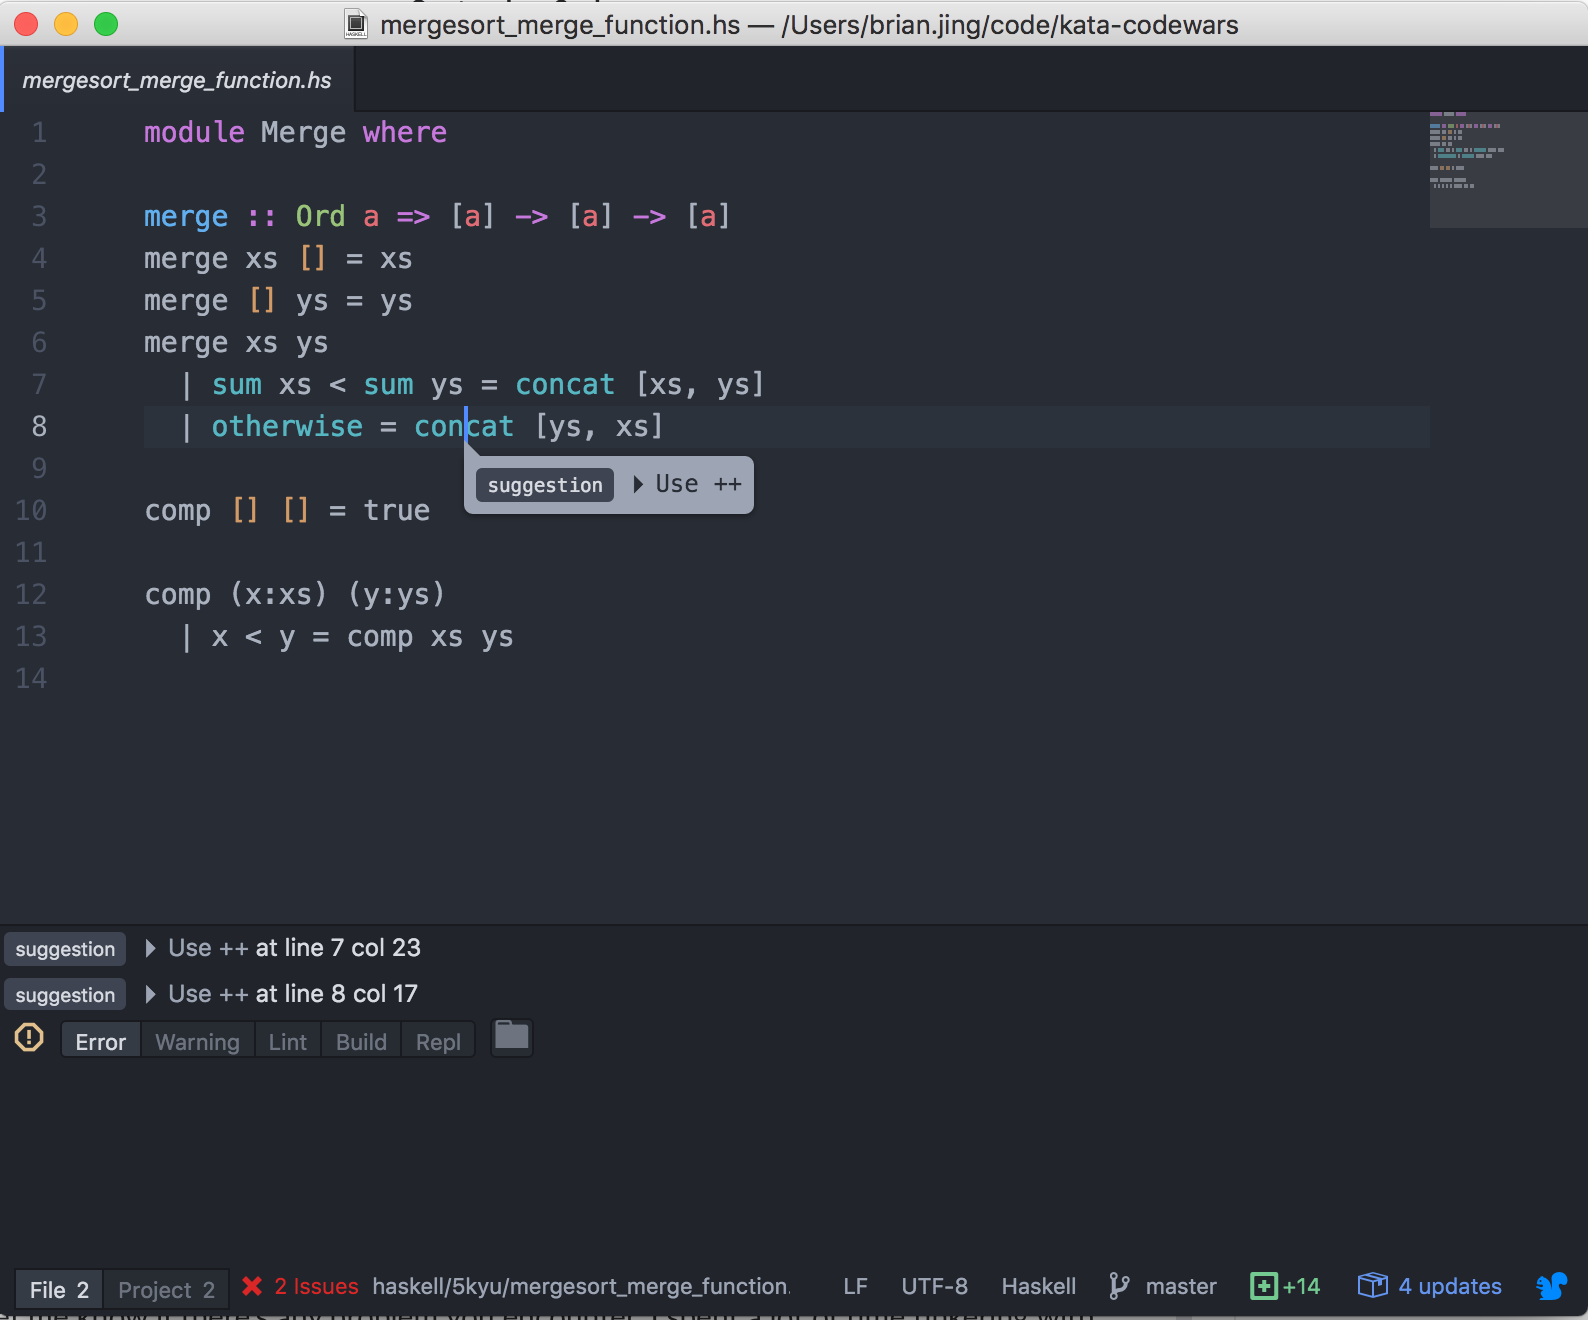 mergesort_merge_function.hs — /Users/brian.jing/code/kata-codewars
mergesort_merge_function.hs
1 module Merge where
2
3 merge :: Ord a => [a] -> [a] -> [a]
4 merge xs [] = xs
5 merge [] ys = ys
6 merge xs ys
7   | sum xs < sum ys = concat [xs, ys]
8   | otherwise = concat [ys, xs]
suggestion Use ++
9
10 comp [] [] = true
11
12 comp (x:xs) (y:ys)
13   | x < y = comp xs ys
14
suggestion Use ++ at line 7 col 23
suggestion Use ++ at line 8 col 17
Error Warning Lint Build Repl
File 2 Project 2 2 Issues haskell/5kyu/mergesort_merge_function. LF UTF-8 Haskell master +14 4 updates